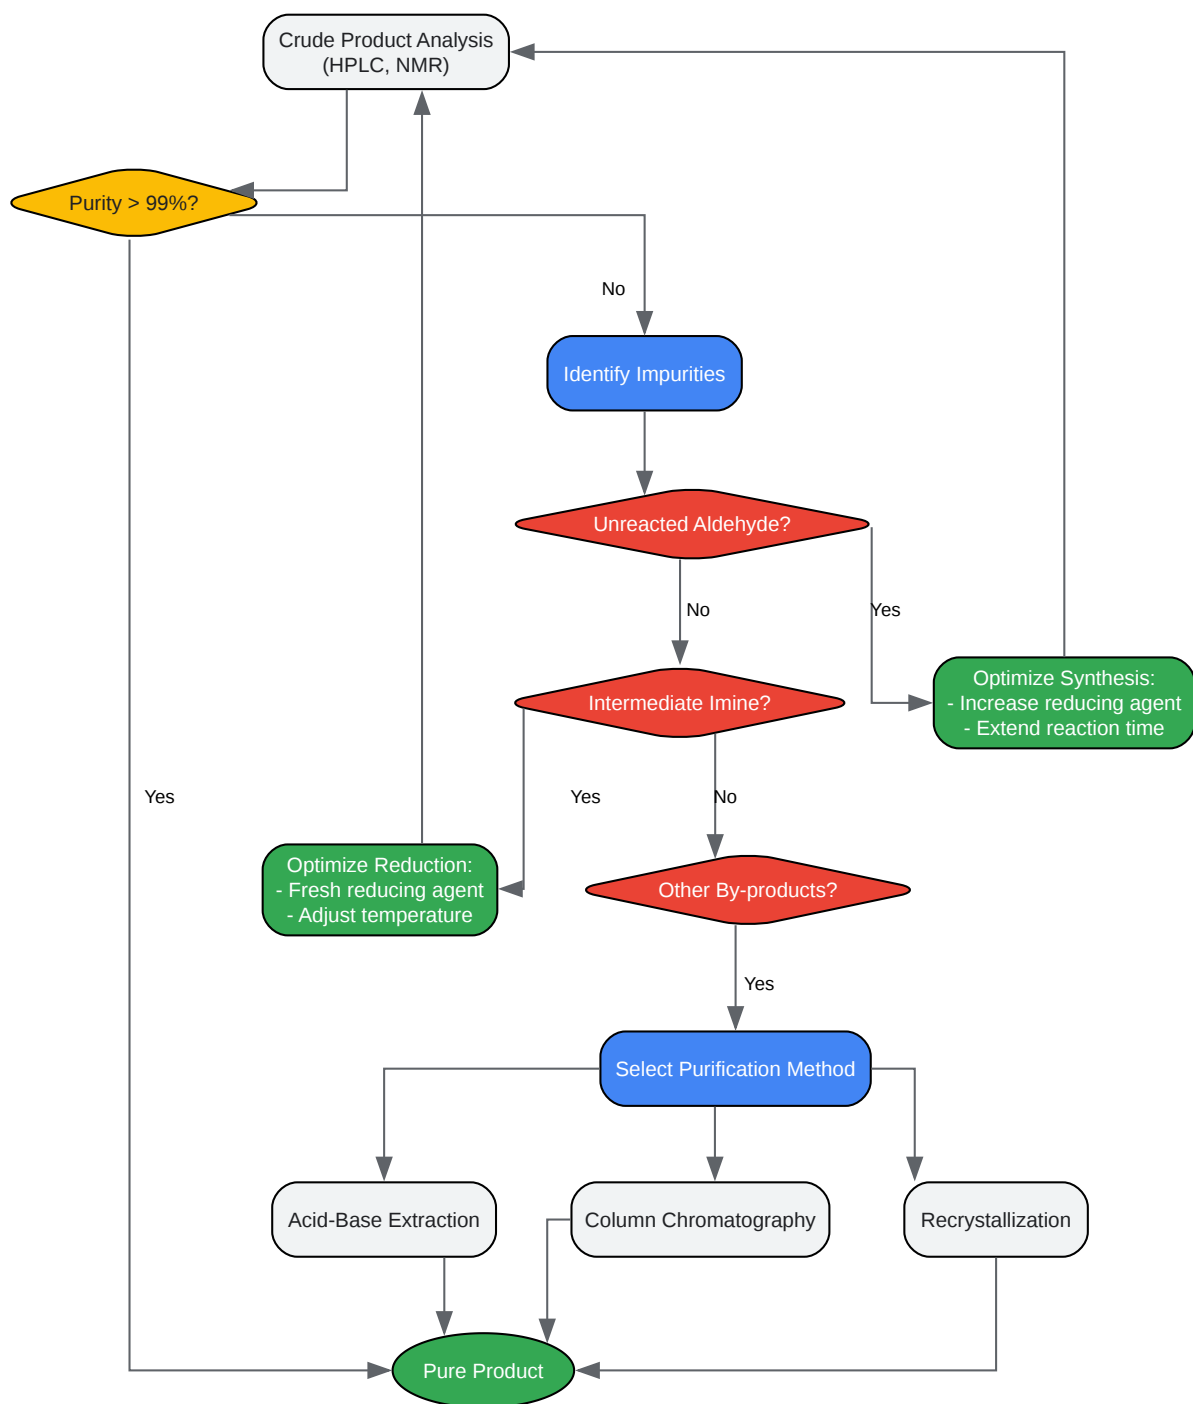 Crude Product Analysis
(HPLC, NMR)
Purity > 99%?
No
Identify Impurities
Unreacted Aldehyde?
No
Yes
Optimize Synthesis:
- Increase reducing agent
- Extend reaction time
Intermediate Imine?
Yes
Yes
No
Optimize Reduction:
- Fresh reducing agent
- Adjust temperature
Other By-products?
Yes
Select Purification Method
Acid-Base Extraction
Column Chromatography
Recrystallization
Pure Product